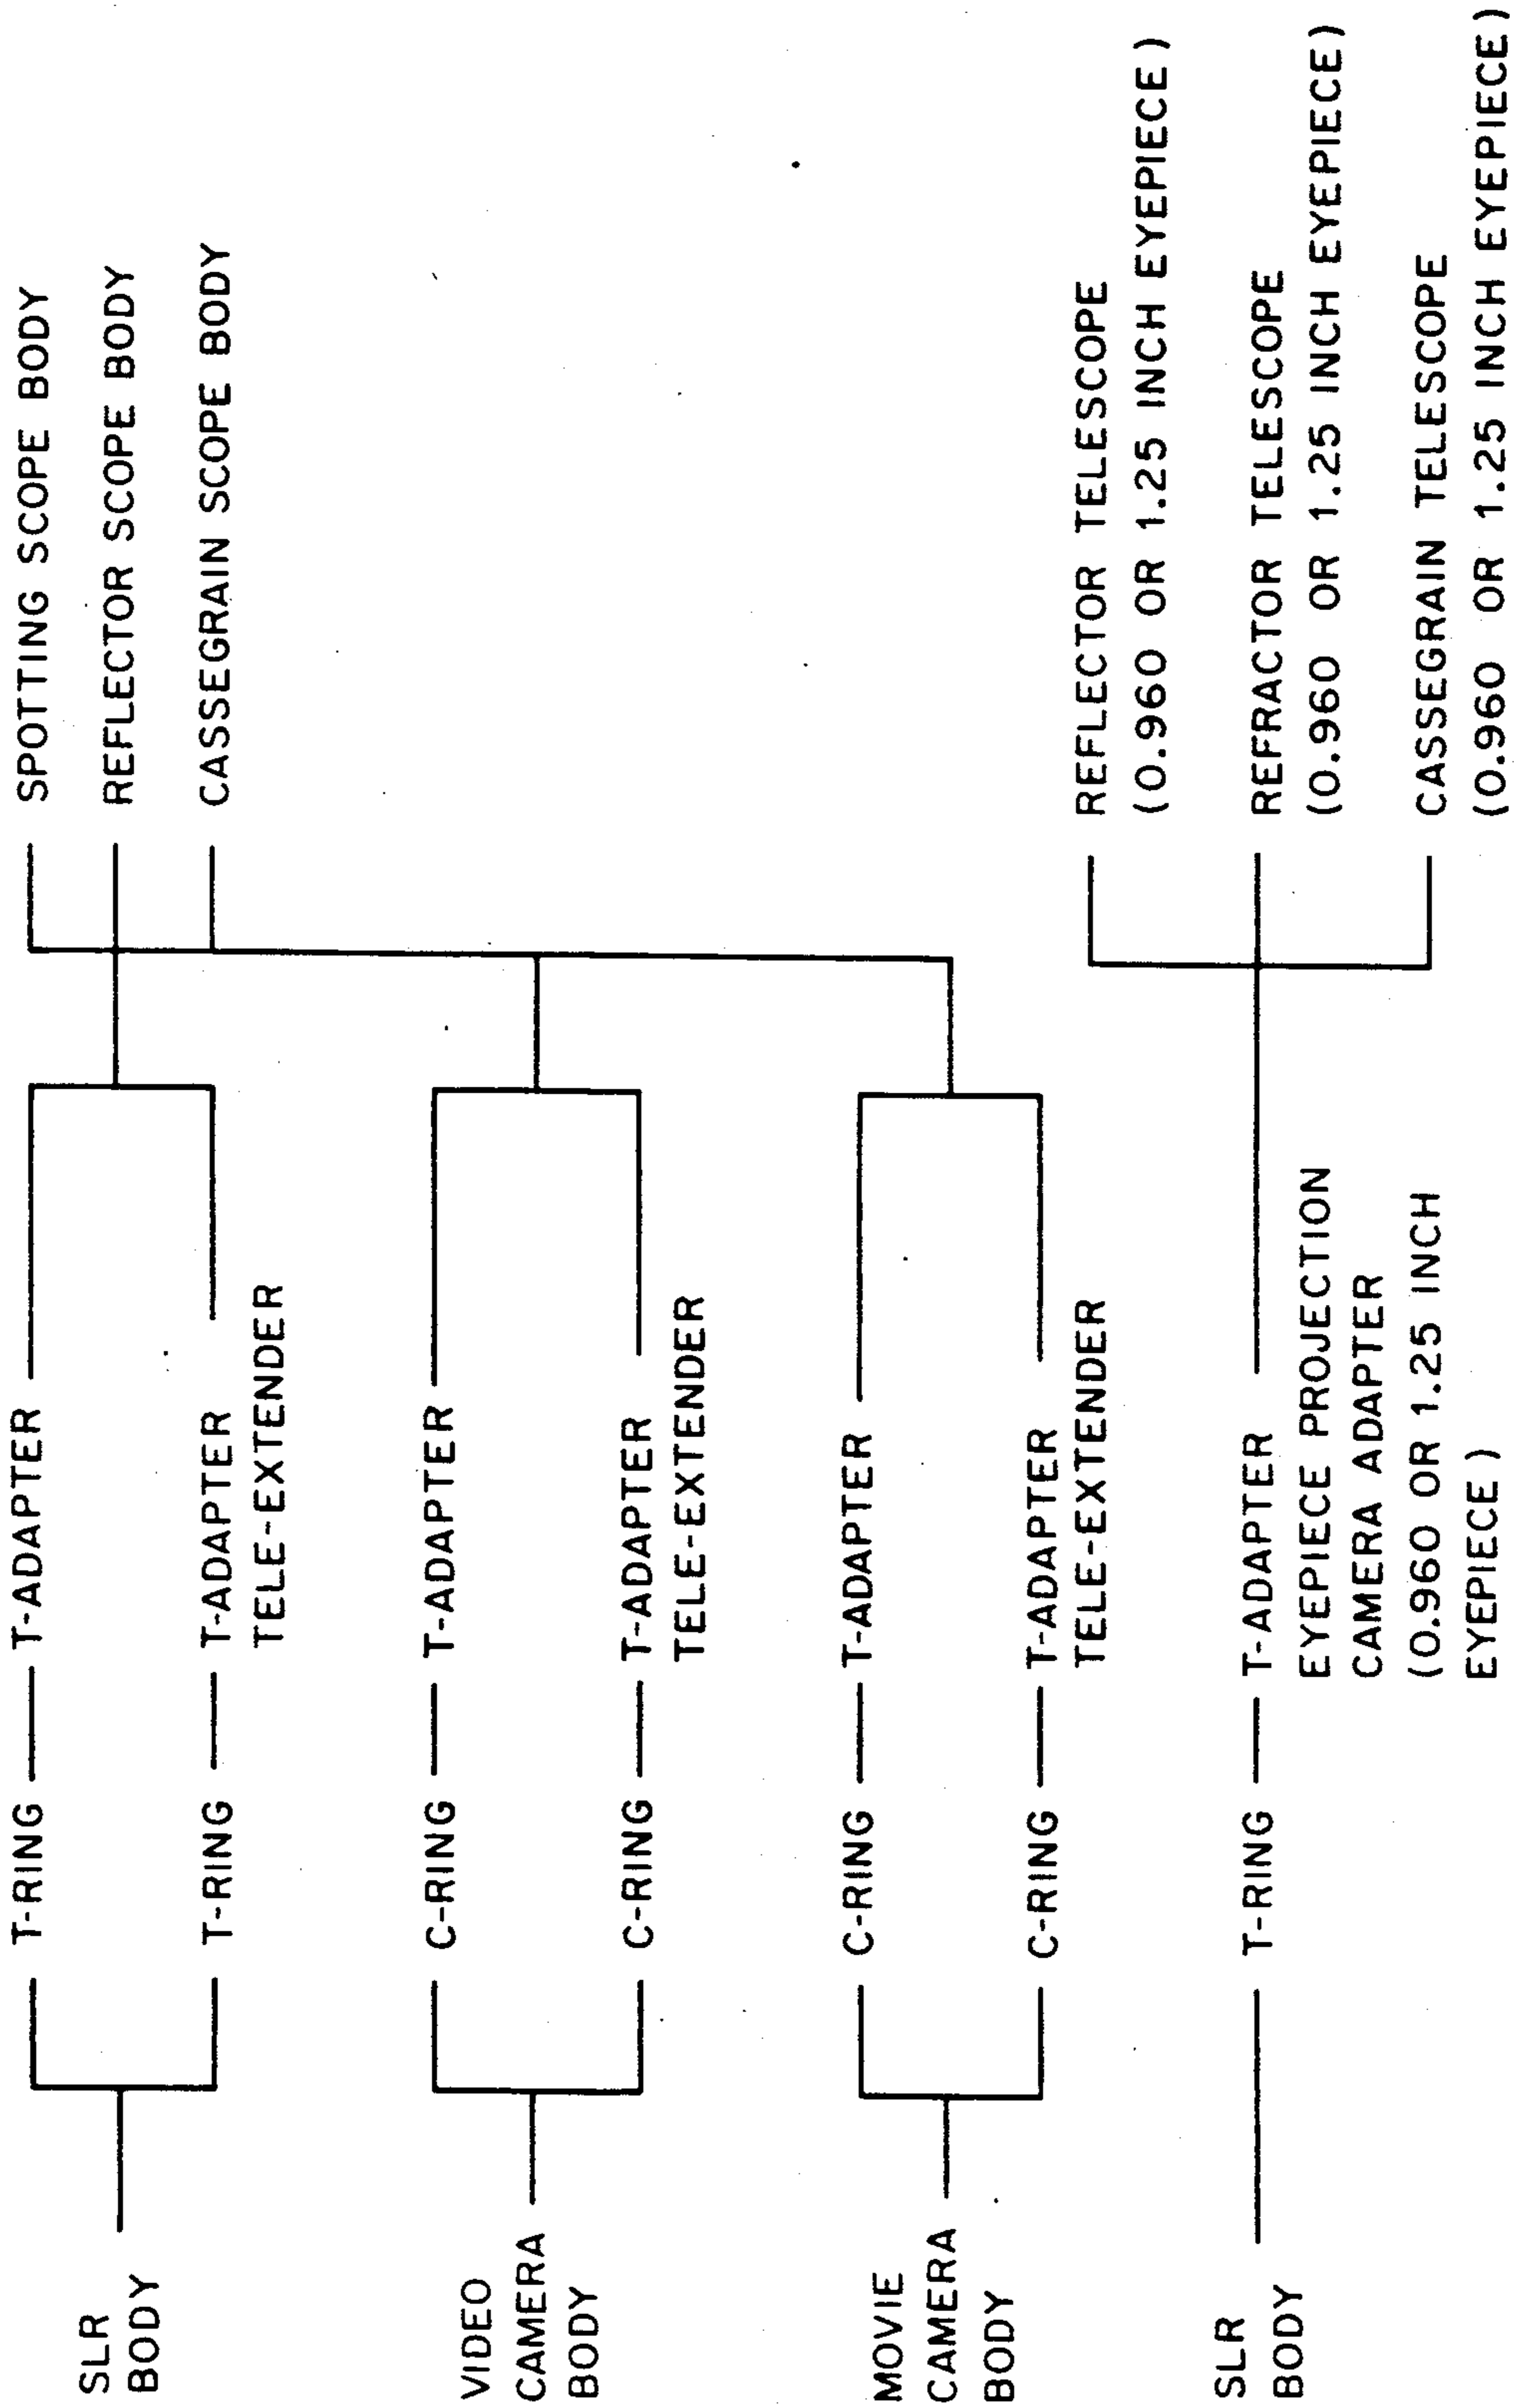 SLR
BODY
T-RING
T-ADAPTER
T-RING
T-ADAPTER
TELE-EXTENDER
SPOTTING SCOPE BODY
REFLECTOR SCOPE BODY
CASSEGRAIN SCOPE BODY
VIDEO
CAMERA
BODY
C-RING
T-ADAPTER
C-RING
T-ADAPTER
TELE-EXTENDER
MOVIE
CAMERA
BODY
C-RING
T-ADAPTER
C-RING
T-ADAPTER
TELE-EXTENDER
SLR
BODY
T-RING
T-ADAPTER
EYEPIECE PROJECTION
CAMERA ADAPTER
(0.960 OR 1.25 INCH
EYEPIECE)
REFLECTOR TELESCOPE
(0.960 OR 1.25 INCH EYEPIECE)
REFRACTOR TELESCOPE
(0.960 OR 1.25 INCH EYEPIECE)
CASSEGRAIN TELESCOPE
(0.960 OR 1.25 INCH EYEPIECE)